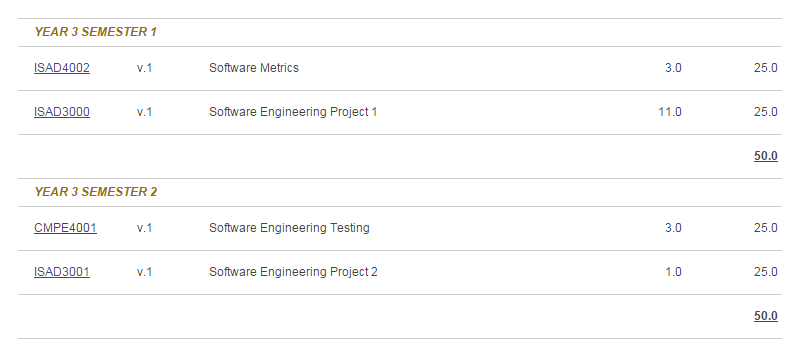 YEAR 3 SEMESTER 1
ISAD4002 v.1 Software Metrics 3.0 25.0
ISAD3000 v.1 Software Engineering Project 1 11.0 25.0
50.0
YEAR 3 SEMESTER 2
CMPE4001 v.1 Software Engineering Testing 3.0 25.0
ISAD3001 v.1 Software Engineering Project 2 1.0 25.0
50.0